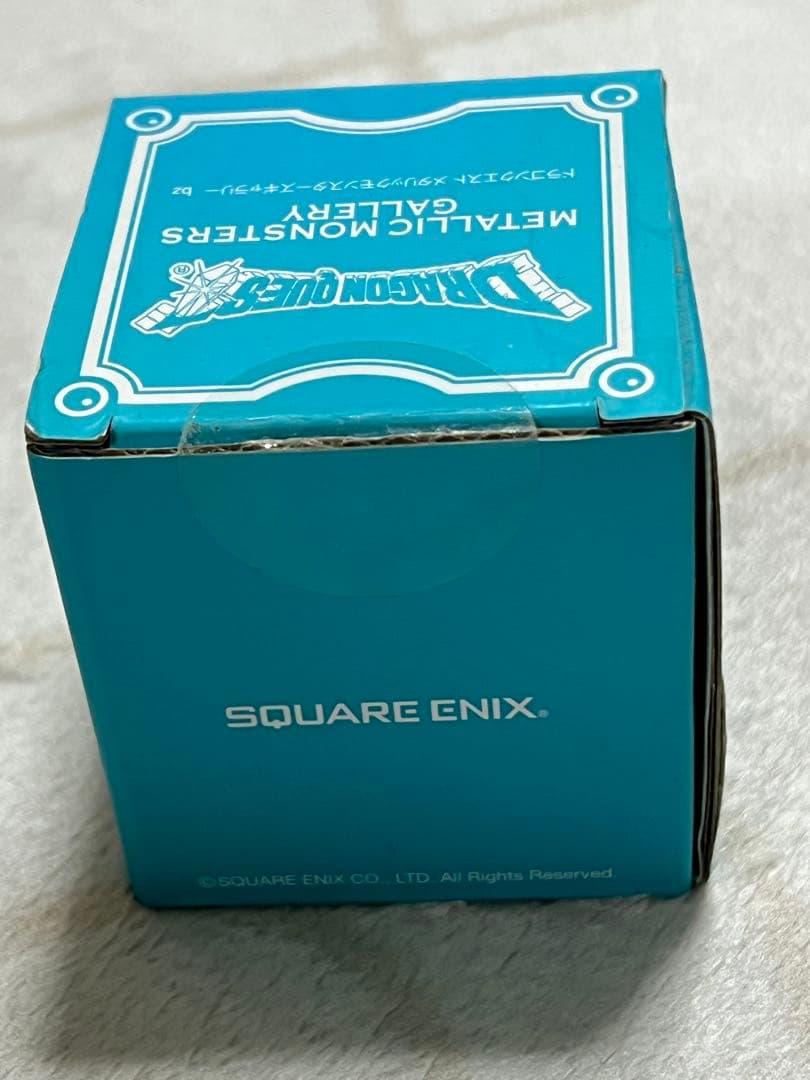 DRAGON QUEST®
METALLIC MONSTERS
GALLERY
ドラゴンクエスト メタリックモンスターズギャラリー
SQUARE ENIX®
©SQUARE ENIX CO., LTD. All Rights Reserved.